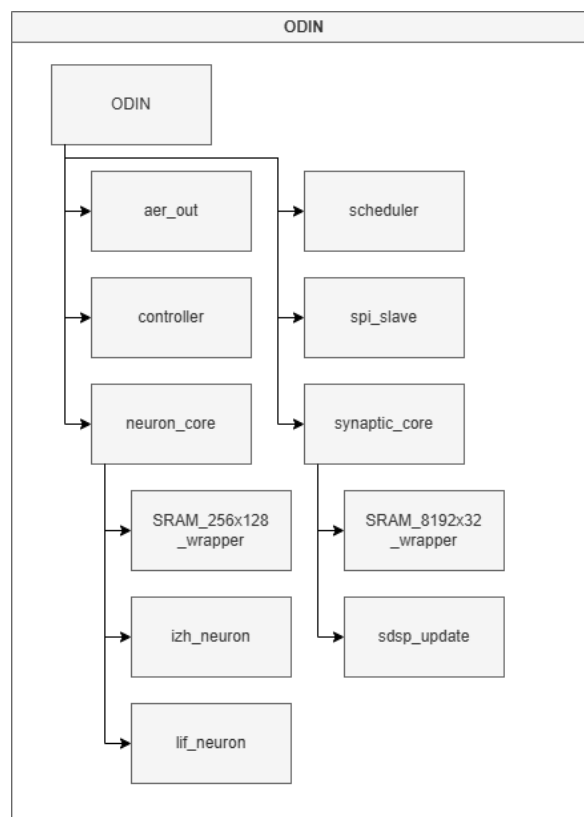 ODIN
ODIN
aer_out
scheduler
controller
spi_slave
neuron_core
synaptic_core
SRAM_256x128
_wrapper
SRAM_8192x32
_wrapper
izh_neuron
sdsp_update
lif_neuron